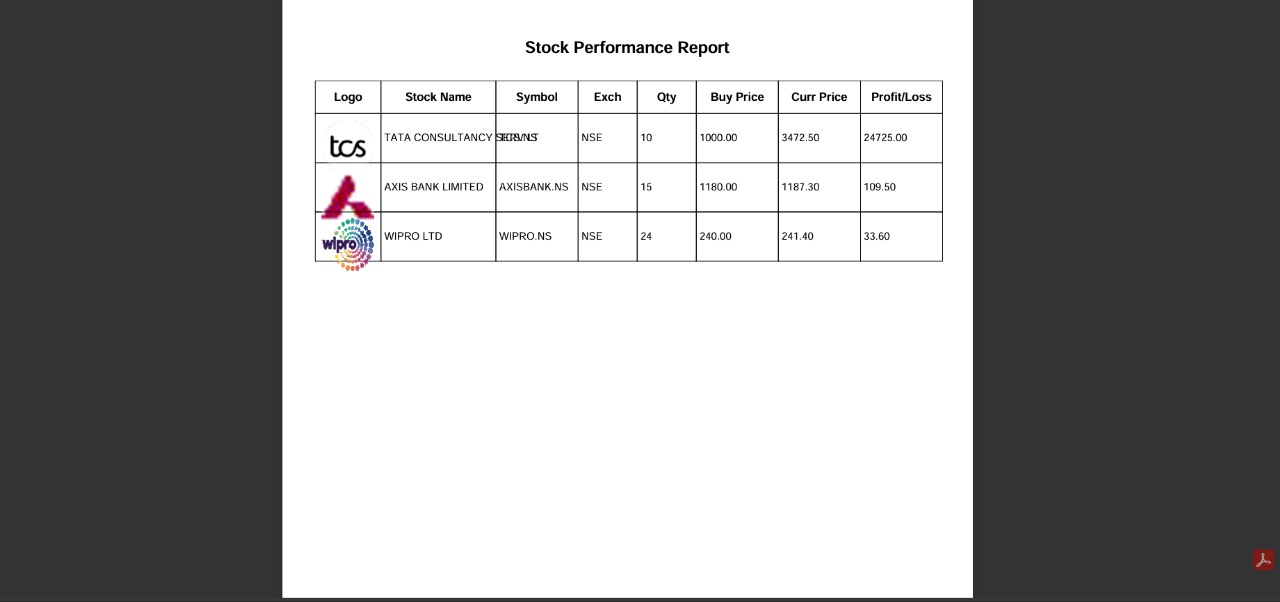 Stock Performance Report
Logo Stock Name Symbol Exch Qty Buy Price Curr Price Profit/Loss
tcs TATA CONSULTANCY SERV LT TCS.NS NSE 10 1000.00 3472.50 24725.00
AXIS BANK LIMITED AXISBANK.NS NSE 15 1180.00 1187.30 109.50
wipro WIPRO LTD WIPRO.NS NSE 24 240.00 241.40 33.60